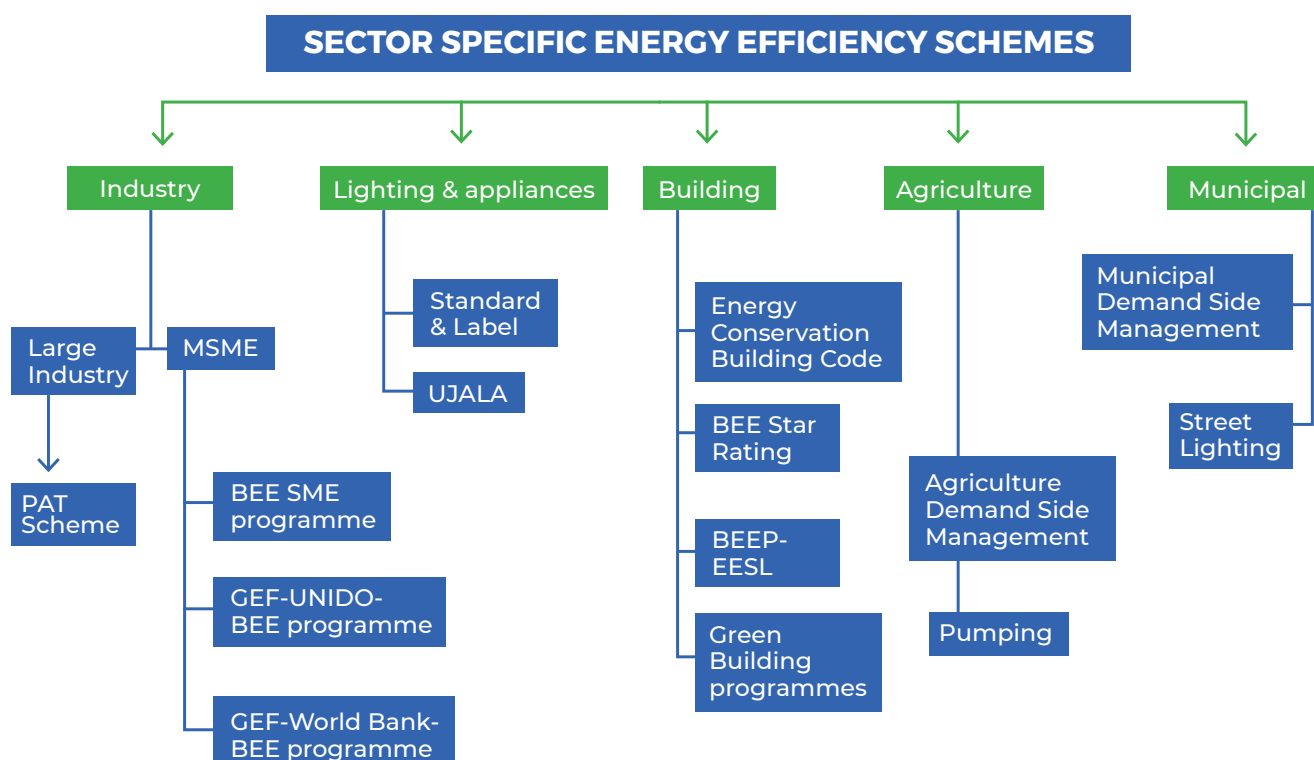 SECTOR SPECIFIC ENERGY EFFICIENCY SCHEMES
Industry
Lighting & appliances
Building
Agriculture
Municipal
Large
Industry
MSME
PAT
Scheme
BEE SME
programme
GEF-UNIDO-
BEE programme
GEF-World Bank-
BEE programme
Standard
& Label
UJALA
Energy
Conservation
Building Code
BEE Star
Rating
BEEP-
EESL
Green
Building
programmes
Agriculture
Demand Side
Management
Pumping
Municipal
Demand Side
Management
Street
Lighting